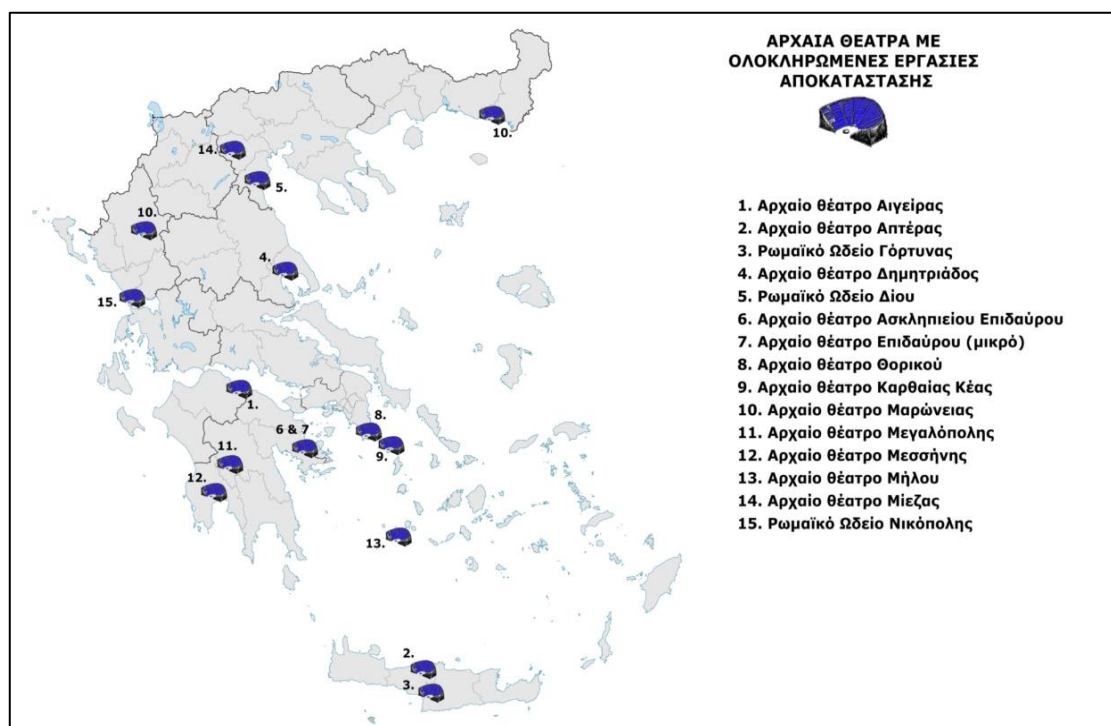 ΑΡΧΑΙΑ ΘΕΑΤΡΑ ΜΕ
ΟΛΟΚΛΗΡΩΜΕΝΕΣ ΕΡΓΑΣΙΕΣ
ΑΠΟΚΑΤΑΣΤΑΣΗΣ
1. Αρχαίο θέατρο Αιγείρας
2. Αρχαίο θέατρο Απτέρας
3. Ρωμαϊκό Ωδείο Γόρτυνας
4. Αρχαίο θέατρο Δημητριάδος
5. Ρωμαϊκό Ωδείο Δίου
6. Αρχαίο θέατρο Ασκληπιείου Επιδαύρου
7. Αρχαίο θέατρο Επιδαύρου (μικρό)
8. Αρχαίο θέατρο Θορικού
9. Αρχαίο θέατρο Καρθαίας Κέας
10. Αρχαίο θέατρο Μαρώνειας
11. Αρχαίο θέατρο Μεγαλόπολης
12. Αρχαίο θέατρο Μεσσήνης
13. Αρχαίο θέατρο Μήλου
14. Αρχαίο θέατρο Μίεζας
15. Ρωμαϊκό Ωδείο Νικόπολης
10.
14.
5.
10.
4.
15.
1.
8.
6 & 7
9.
11.
12.
13.
2.
3.